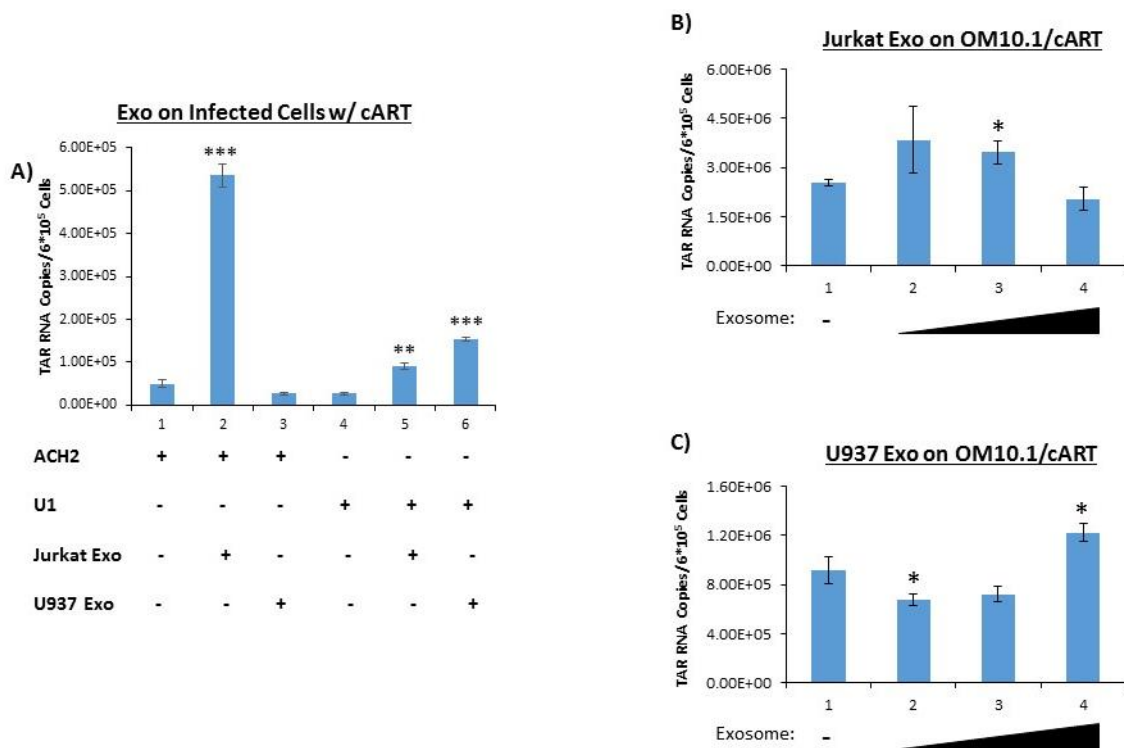 A)
Exo on Infected Cells w/ cART
TAR RNA Copies/6*10⁵ Cells
6.00E+05
5.00E+05
4.00E+05
3.00E+05
2.00E+05
1.00E+05
0.00E+00
***
**
***
1 2 3 4 5 6
ACH2 + + + - - -
U1 - - - + + +
Jurkat Exo - + - - + -
U937 Exo - - + - - +
B)
Jurkat Exo on OM10.1/cART
TAR RNA Copies/6*10⁵ Cells
6.00E+06
4.50E+06
3.00E+06
1.50E+06
0.00E+00
*
1 2 3 4
Exosome: -
C)
U937 Exo on OM10.1/cART
TAR RNA Copies/6*10⁵ Cells
1.60E+06
1.20E+06
8.00E+05
4.00E+05
0.00E+00
*
*
1 2 3 4
Exosome: -